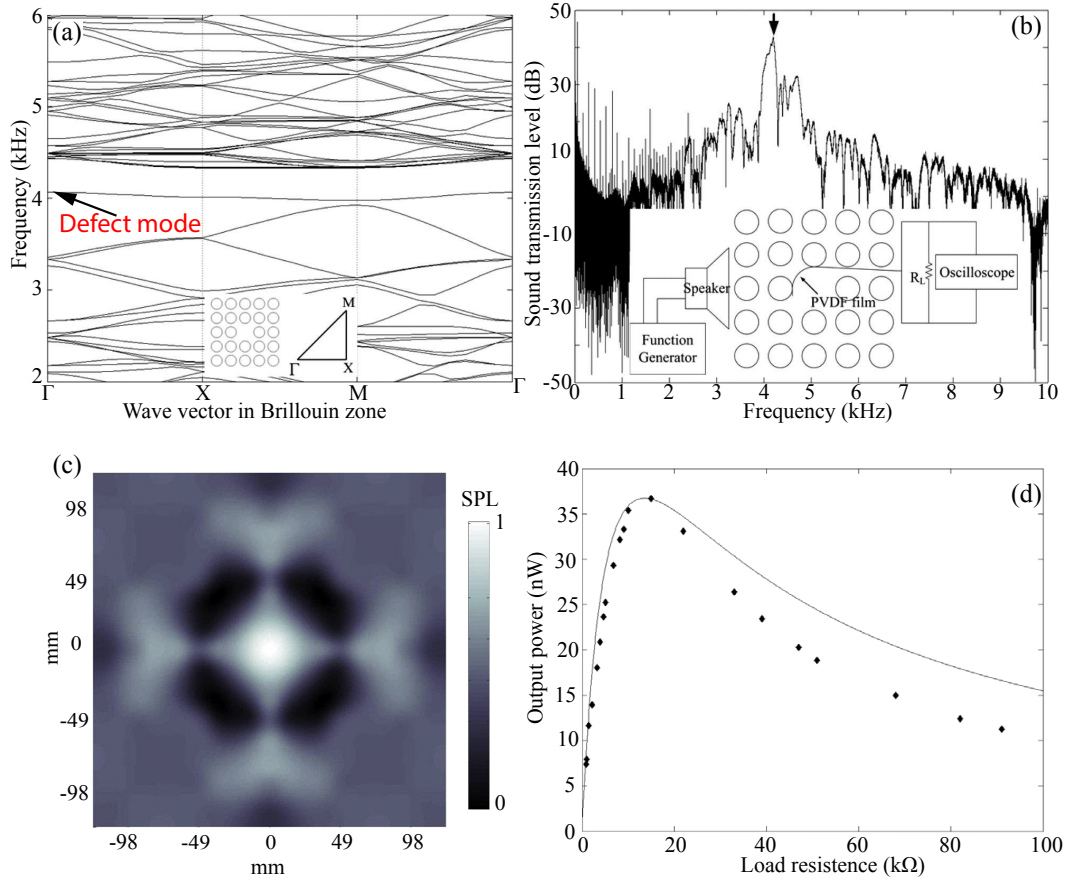 (a)
6
5
4
3
2
Frequency (kHz)
Defect mode
M
Γ
X
Γ
X
M
Γ
Wave vector in Brillouin zone
(b)
50
30
10
-10
-30
-50
Sound transmission level (dB)
Speaker
Function
Generator
PVDF film
RL
Oscilloscope
0
1
2
3
4
5
6
7
8
9
10
Frequency (kHz)
(c)
98
49
0
-49
-98
mm
-98
-49
0
49
98
mm
SPL
1
0
(d)
40
35
30
25
20
15
10
5
0
Output power (nW)
0
20
40
60
80
100
Load resistence (kΩ)